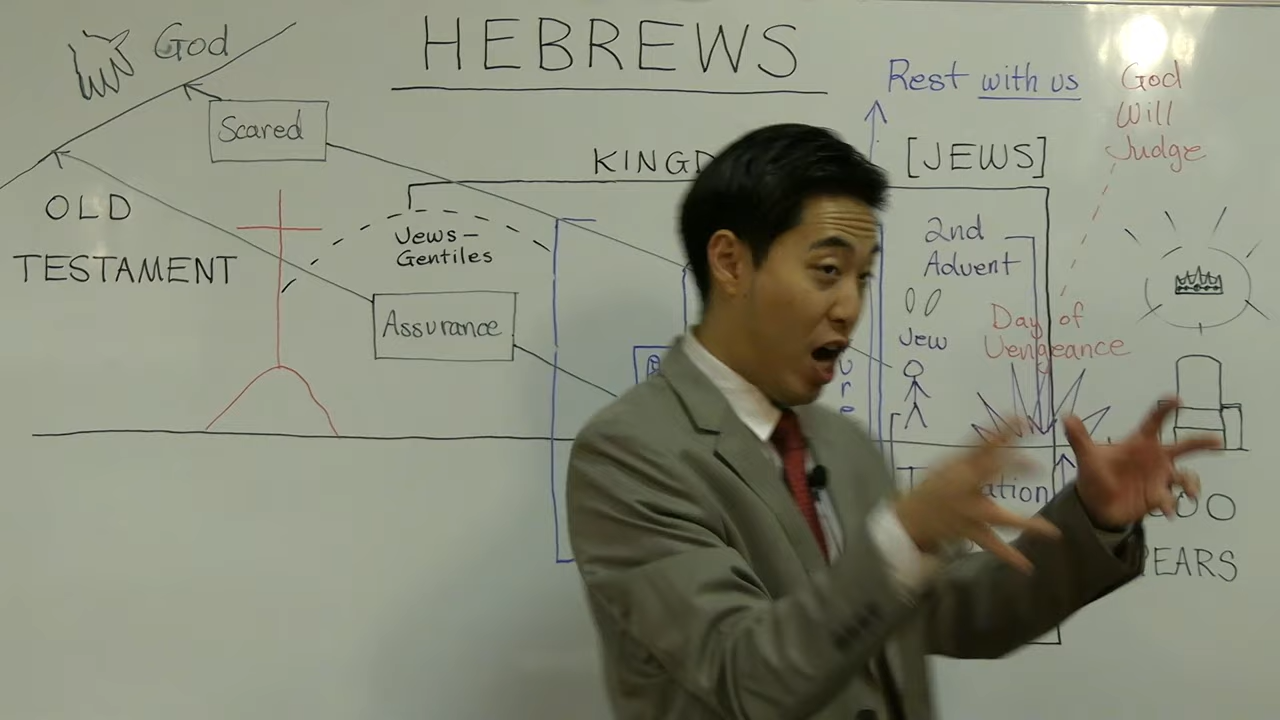 HEBREWS
God
Scared
OLD
TESTAMENT
Jews-
Gentiles
Assurance
Rest with us
[JEWS]
God
Will
Judge
2nd
Advent
Jew
Day of
Vengeance
YEARS